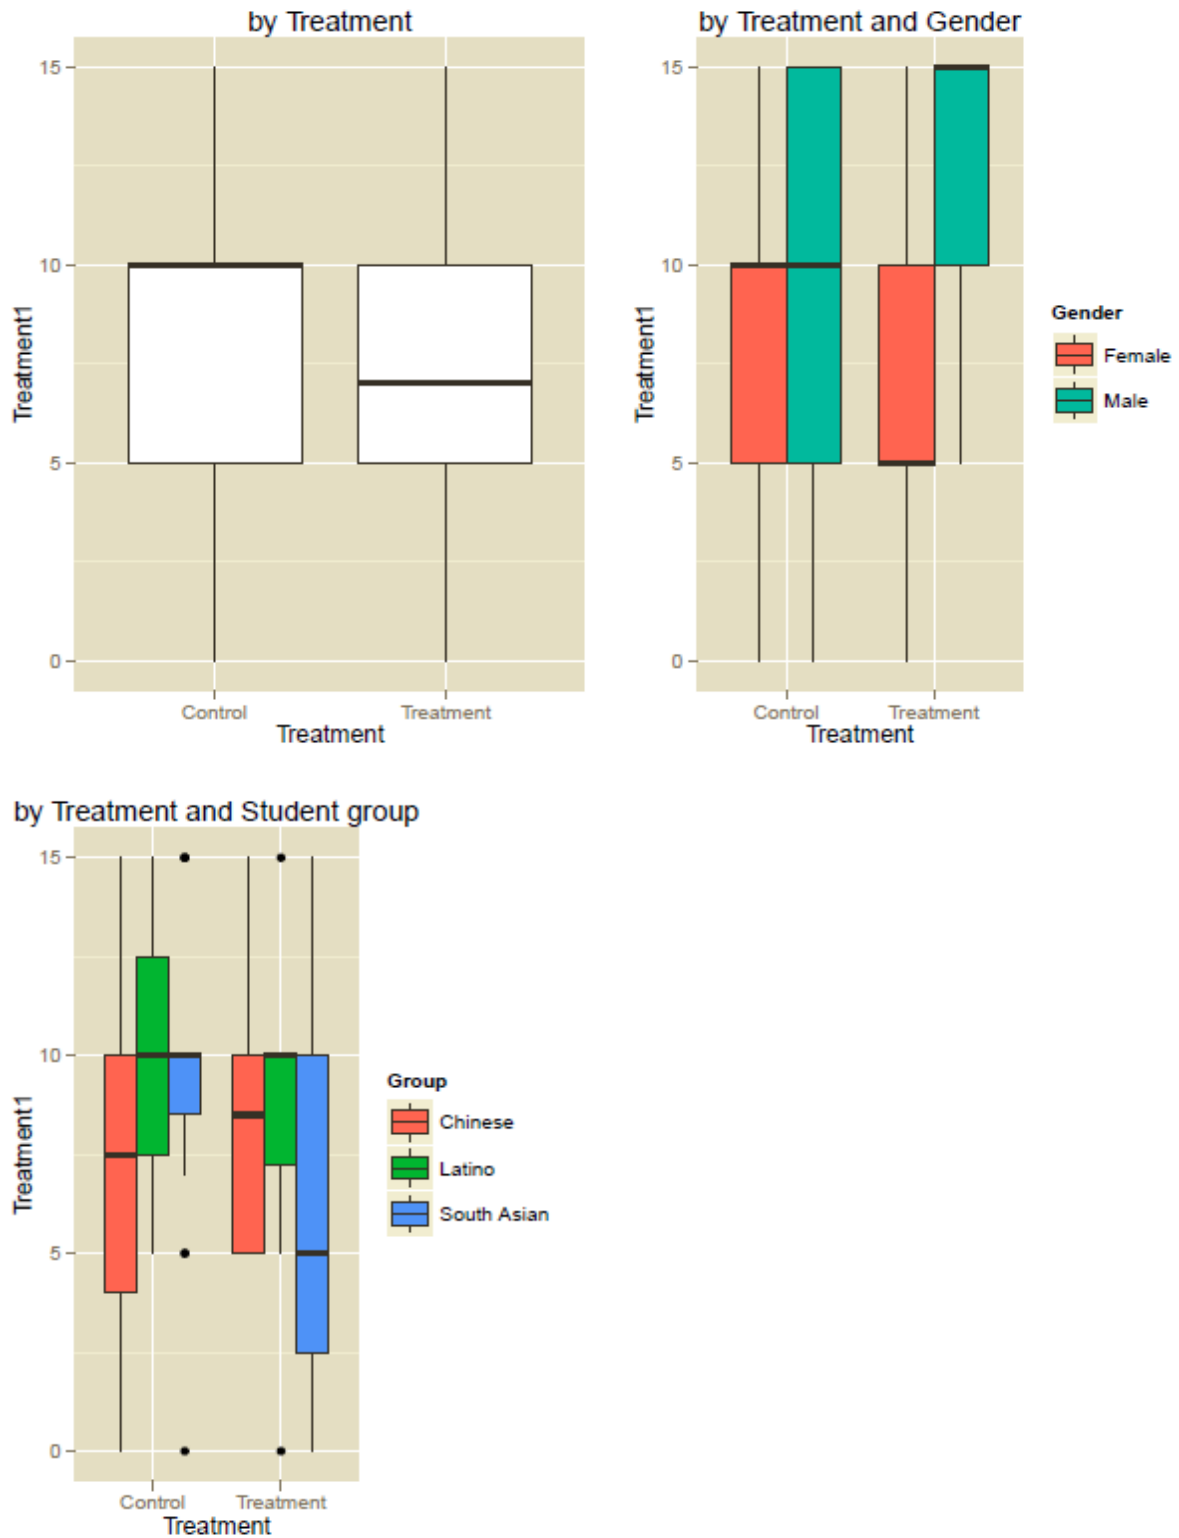 by Treatment
15
10
5
0
Treatment1
Control Treatment
Treatment
by Treatment and Gender
15
10
5
0
Treatment1
Control Treatment
Treatment
Gender
Female
Male
by Treatment and Student group
15
10
5
0
Treatment1
Control Treatment
Treatment
Group
Chinese
Latino
South Asian